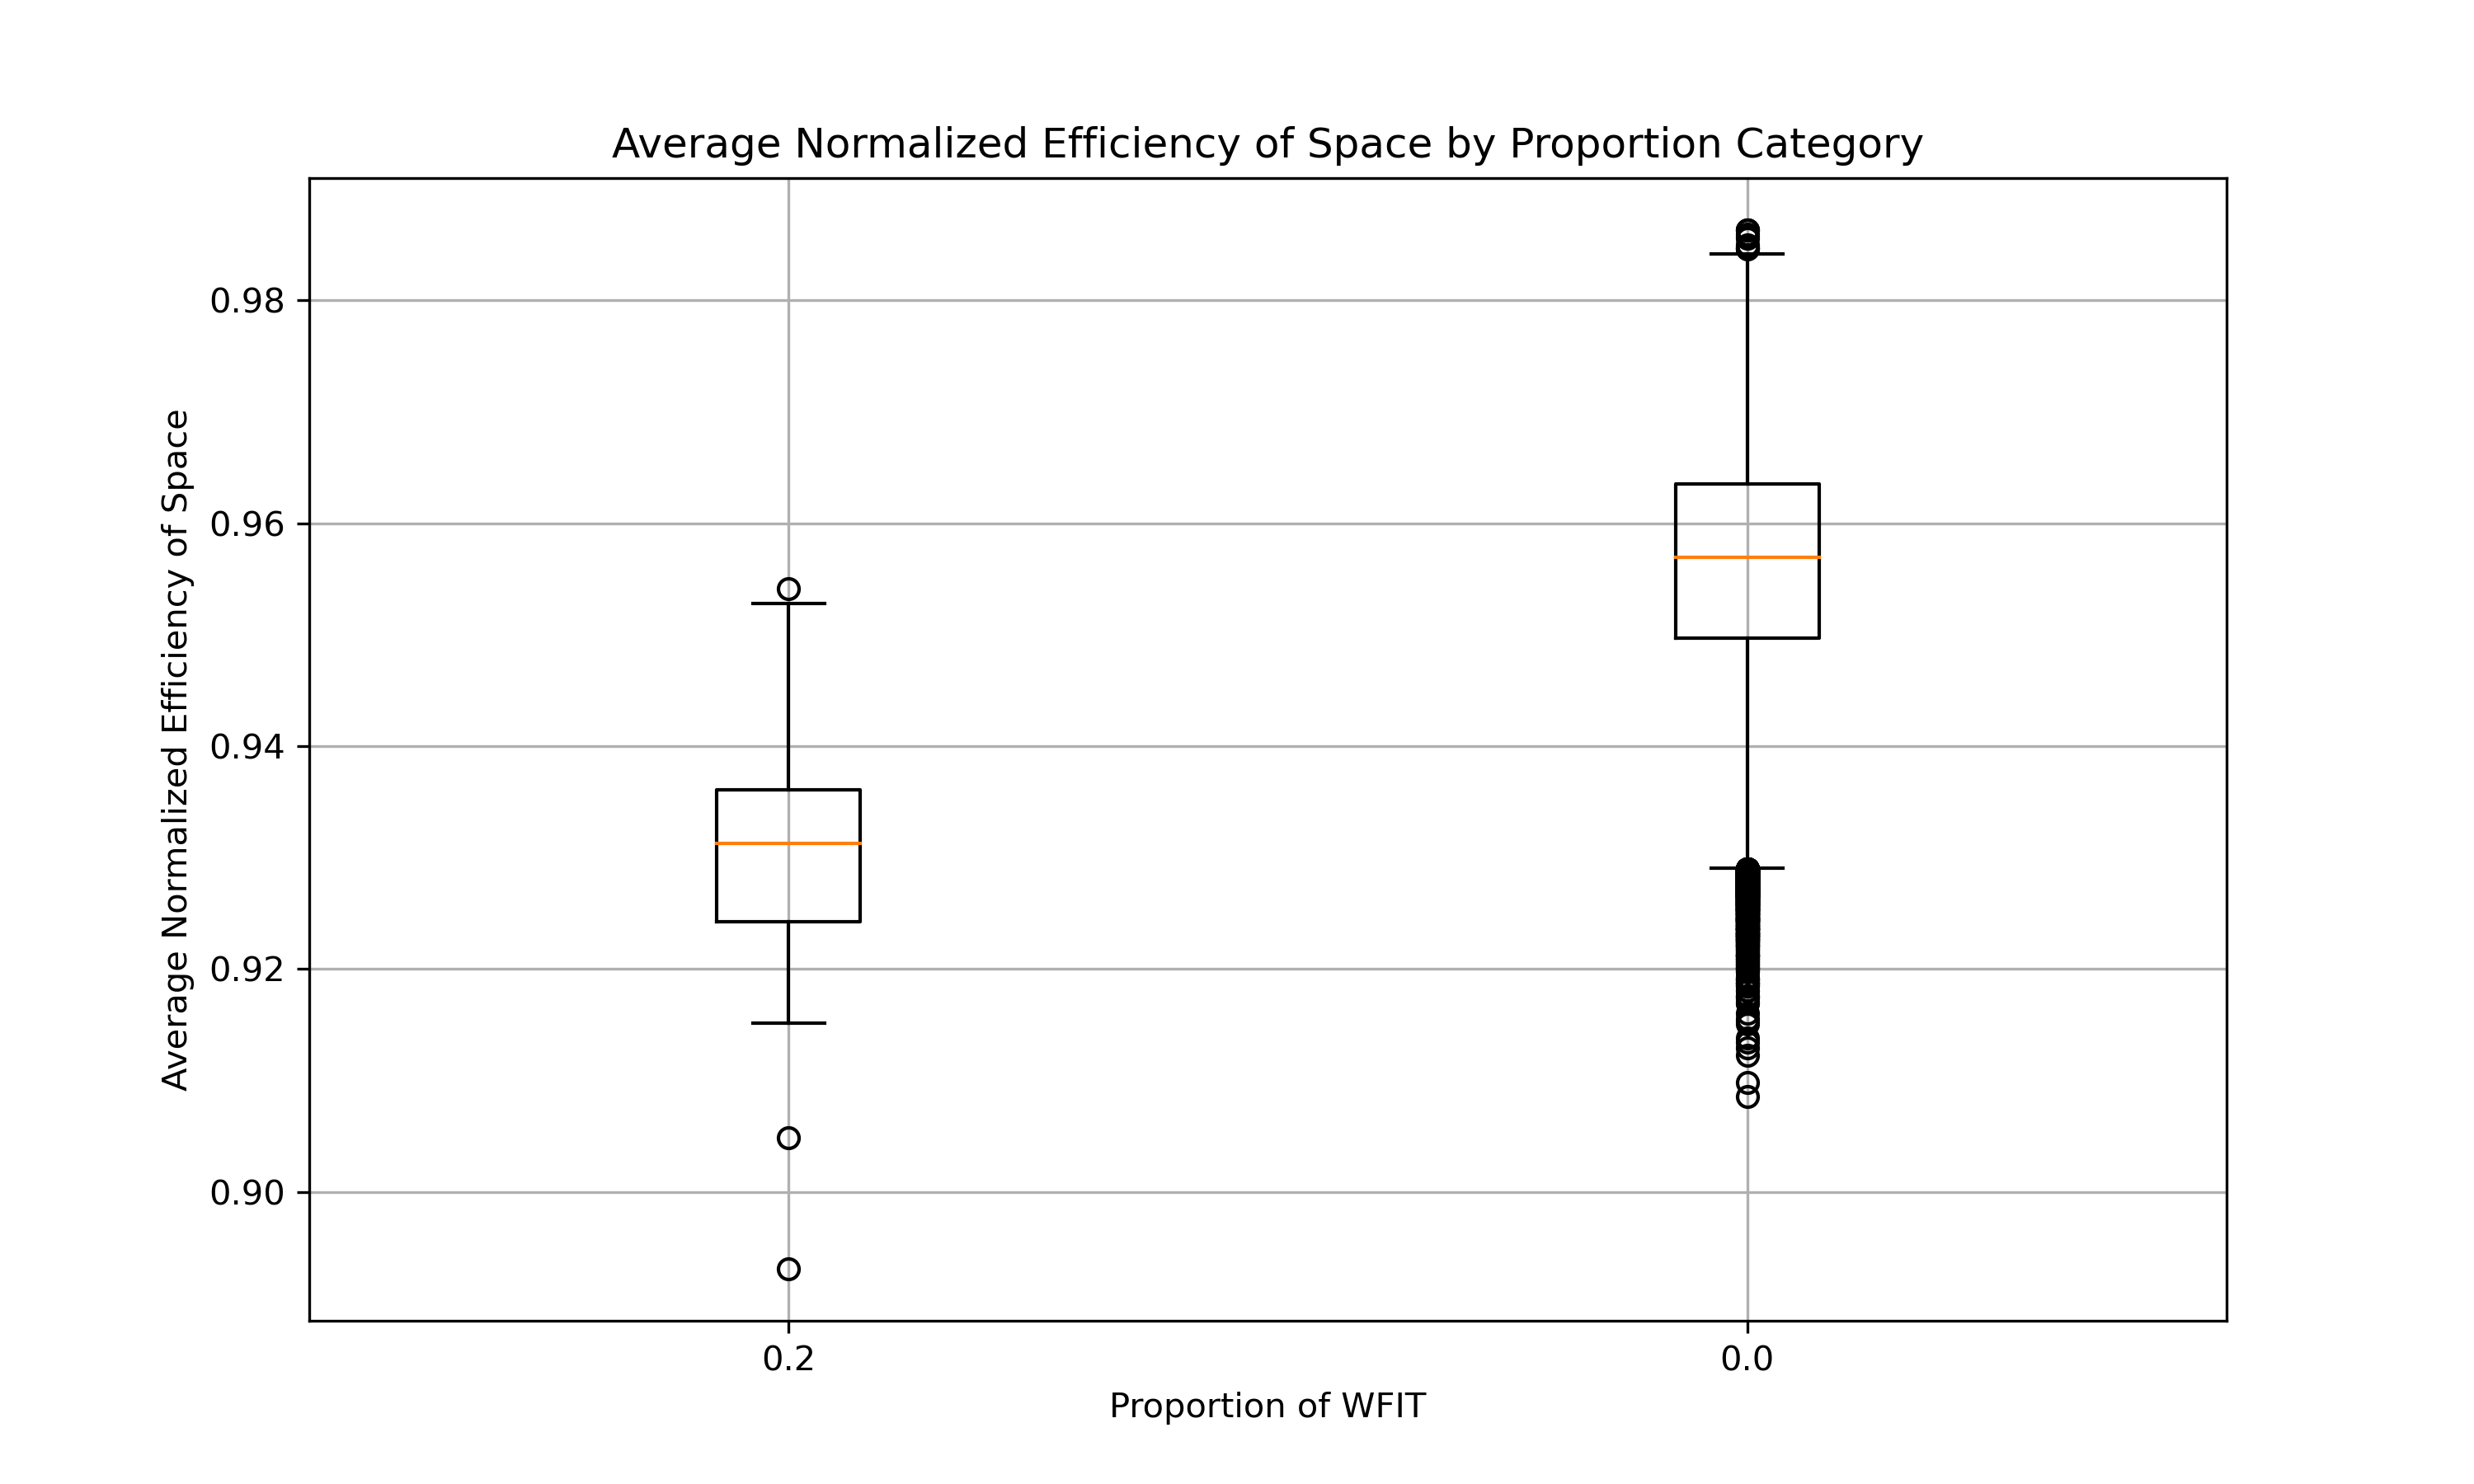 Average Normalized Efficiency of Space by Proportion Category
Average Normalized Efficiency of Space
0.98
0.96
0.94
0.92
0.90
0.2
0.0
Proportion of WFIT